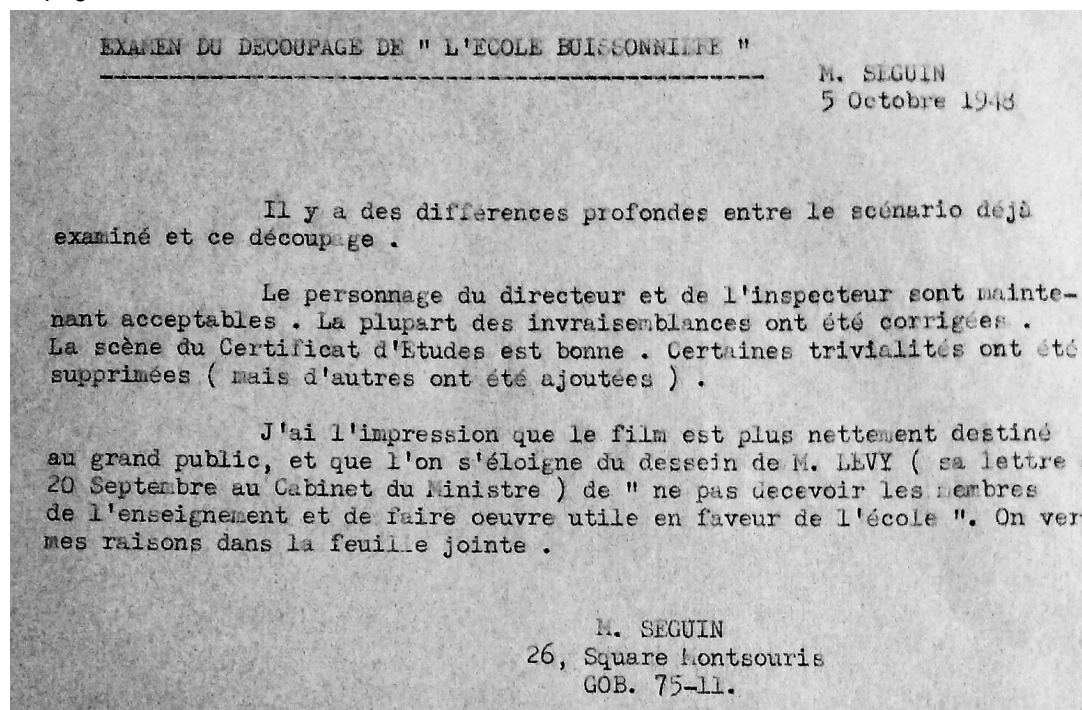 EXAMEN DU DECOUPAGE DE " L'ECOLE BUISSONNIERE "
M. SEGUIN
5 Octobre 1948
Il y a des différences profondes entre le scénario déjà
examiné et ce découpage .
Le personnage du directeur et de l'inspecteur sont mainte-
nant acceptables . La plupart des invraisemblances ont été corrigées .
La scène du Certificat d'Etudes est bonne . Certaines trivialités ont été
supprimées ( mais d'autres ont été ajoutées ) .
J'ai l'impression que le film est plus nettement destiné
au grand public, et que l'on s'éloigne du dessein de M. LEVY ( sa lettre
20 Septembre au Cabinet du Ministre ) de " ne pas decevoir les membres
de l'enseignement et de faire oeuvre utile en faveur de l'école ". On ver
mes raisons dans la feuille jointe .
M. SEGUIN
26, Square Montsouris
GOB. 75-11.